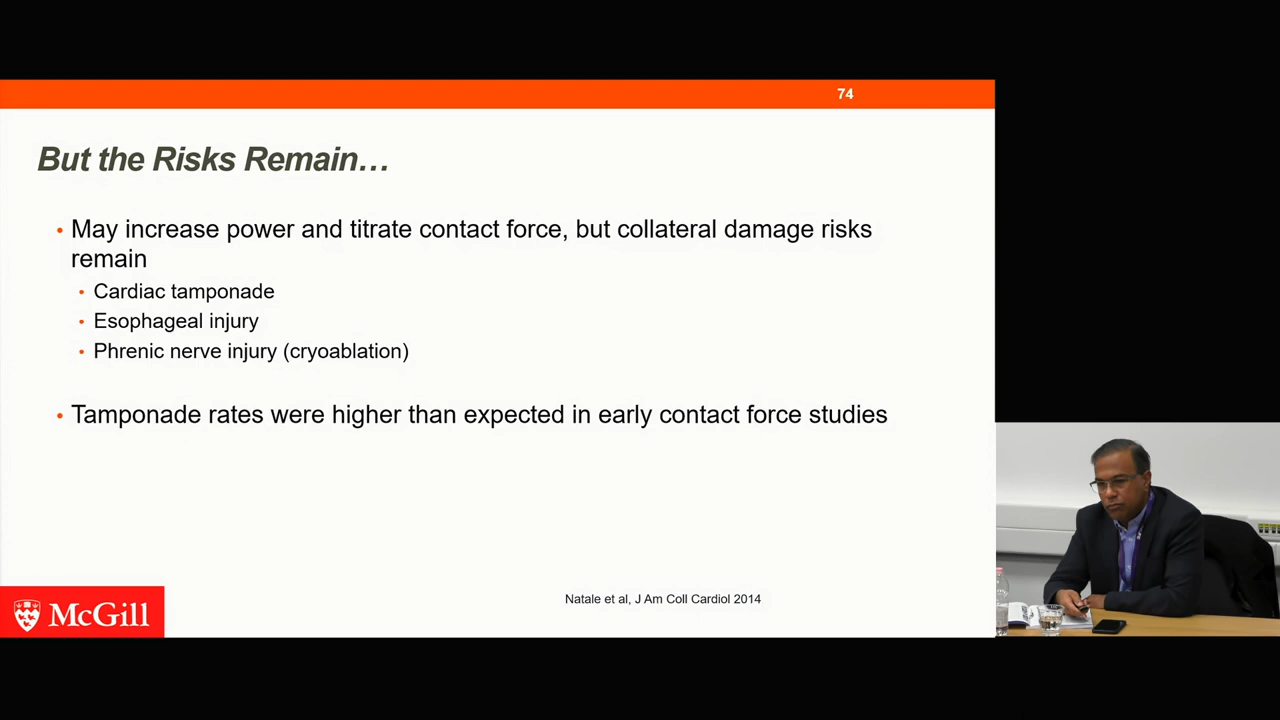 74
But the Risks Remain…
• May increase power and titrate contact force, but collateral damage risks
remain
• Cardiac tamponade
• Esophageal injury
• Phrenic nerve injury (cryoablation)
• Tamponade rates were higher than expected in early contact force studies
Natale et al, J Am Coll Cardiol 2014
McGill